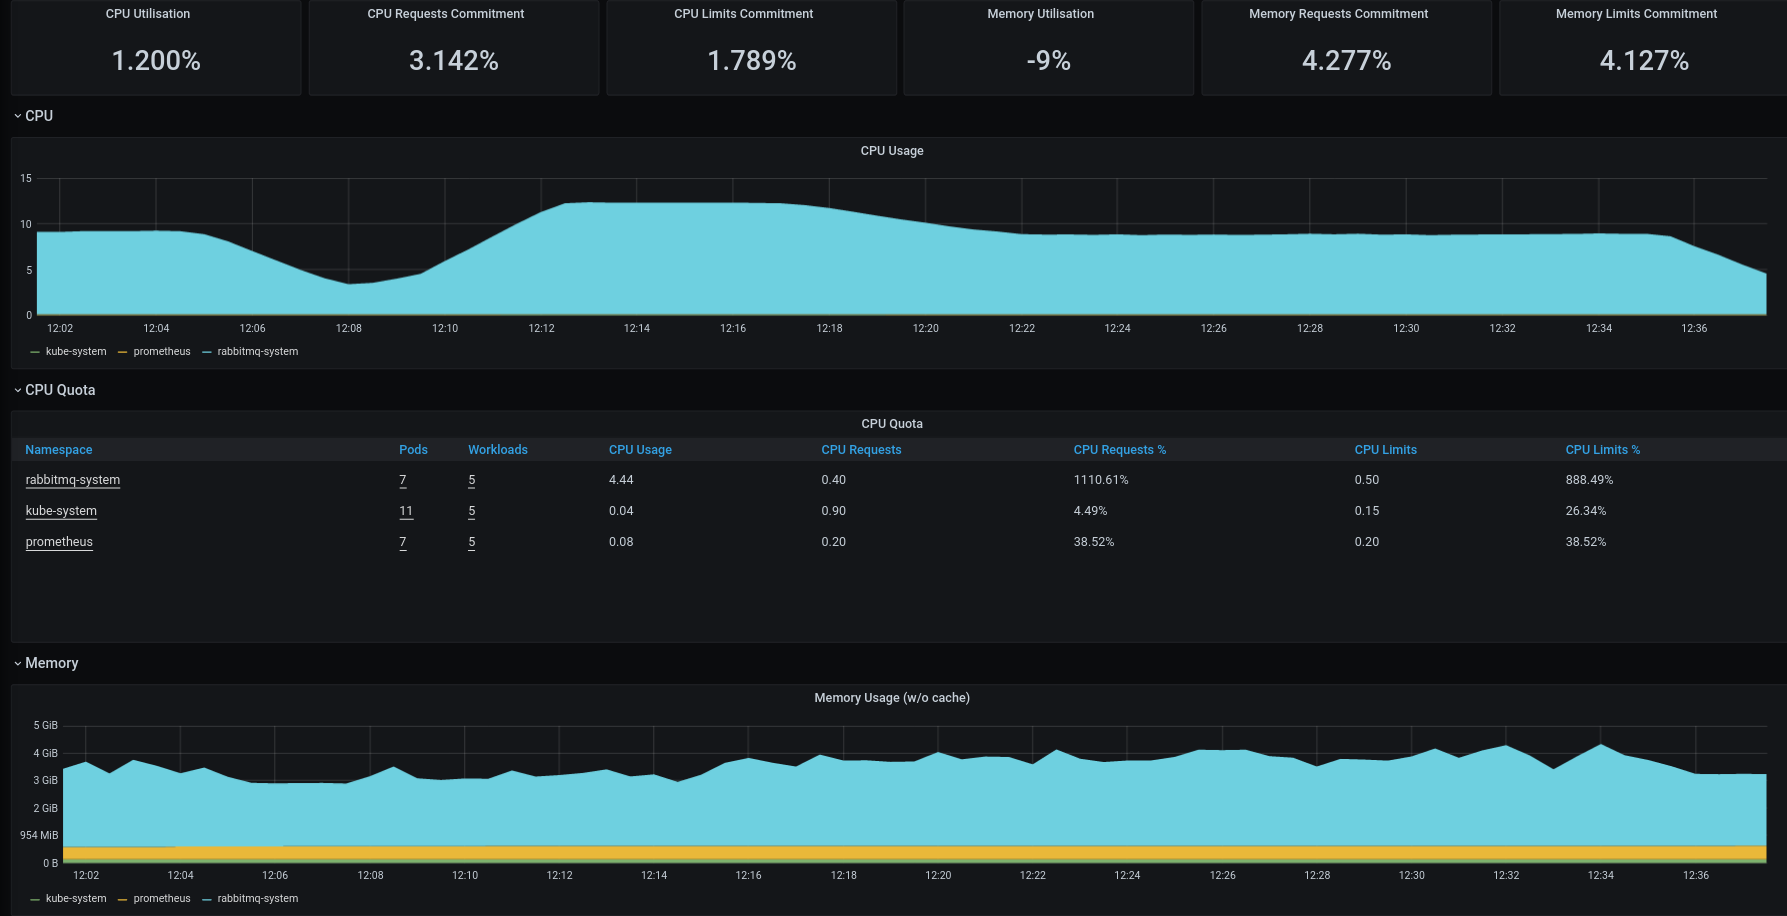 CPU Utilisation CPU Requests Commitment CPU Limits Commitment Memory Utilisation Memory Requests Commitment Memory Limits Commitment
1.200% 3.142% 1.789% -9% 4.277% 4.127%
CPU
CPU Usage
15
10
5
0
12:02 12:04 12:06 12:08 12:10 12:12 12:14 12:16 12:18 12:20 12:22 12:24 12:26 12:28 12:30 12:32 12:34 12:36
kube-system prometheus rabbitmq-system
CPU Quota
CPU Quota
Namespace Pods Workloads CPU Usage CPU Requests CPU Requests % CPU Limits CPU Limits %
rabbitmq-system 7 5 4.44 0.40 1110.61% 0.50 888.49%
kube-system 11 5 0.04 0.90 4.49% 0.15 26.34%
prometheus 7 5 0.08 0.20 38.52% 0.20 38.52%
Memory
Memory Usage (w/o cache)
5 GiB
4 GiB
3 GiB
2 GiB
954 MiB
0 B
12:02 12:04 12:06 12:08 12:10 12:12 12:14 12:16 12:18 12:20 12:22 12:24 12:26 12:28 12:30 12:32 12:34 12:36
kube-system prometheus rabbitmq-system